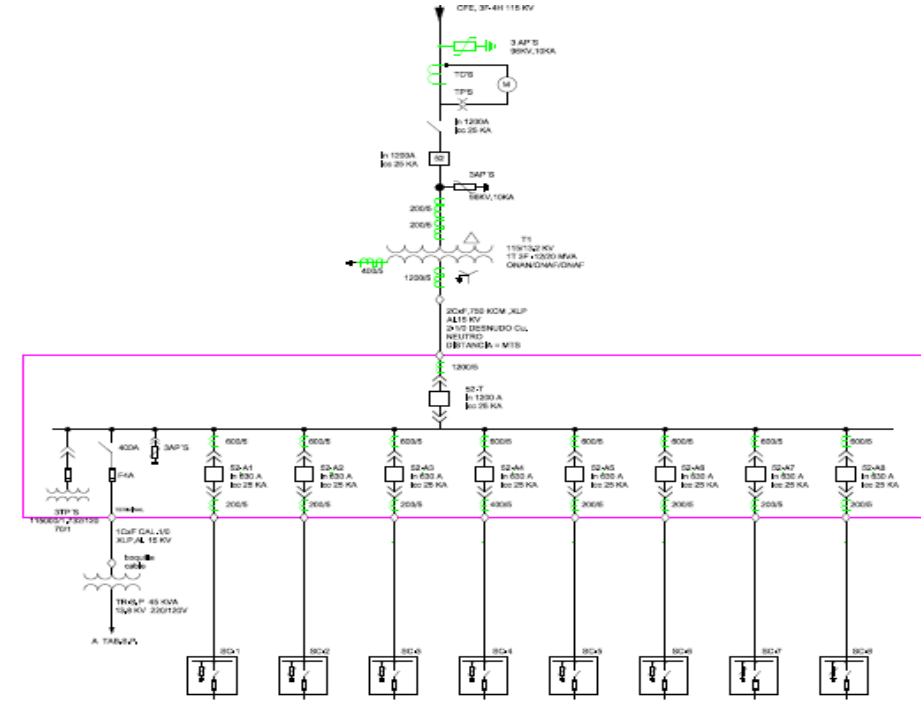 CFE, 3F-4H 115 KV
3 AP'S
96KV,10KA
TC'S
M
TP'S
In 1200A
Icc 25 KA
In 1200A
Icc 25 KA
52
3AP'S
96KV,10KA
200/5
200/5
T1
115/13,2 KV
1T 3F-12/20 MVA
ONAN/ONAF/ONAF
400/5
1200/5
2CxF,750 KCM ,XLP
AL15 KV
2-1/0 DESNUDO Cu,
NEUTRO
DISTANCIA = MTS
1200/5
52-T
In 1200 A
Icc 25 KA
400A
3AP'S
600/5
600/5
600/5
600/5
600/5
600/5
600/5
600/5
52-A1
In 630 A
Icc 25 KA
52-A2
In 630 A
Icc 25 KA
52-A3
In 630 A
Icc 25 KA
52-A4
In 630 A
Icc 25 KA
52-A5
In 630 A
Icc 25 KA
52-A6
In 630 A
Icc 25 KA
52-A7
In 630 A
Icc 25 KA
52-A8
In 630 A
Icc 25 KA
200/5
200/5
200/5
400/5
200/5
200/5
200/5
200/5
3TP'S
70/1
TERMINAL
1CxF CAL.1/0
XLP,AL 15 KV
boquilla
cable
TR-S.P 45 KVA
13,8 KV 220/120V
A TAB.S.P.
SC-1
SC-2
SC-3
SC-4
SC-5
SC-6
SC-7
SC-8